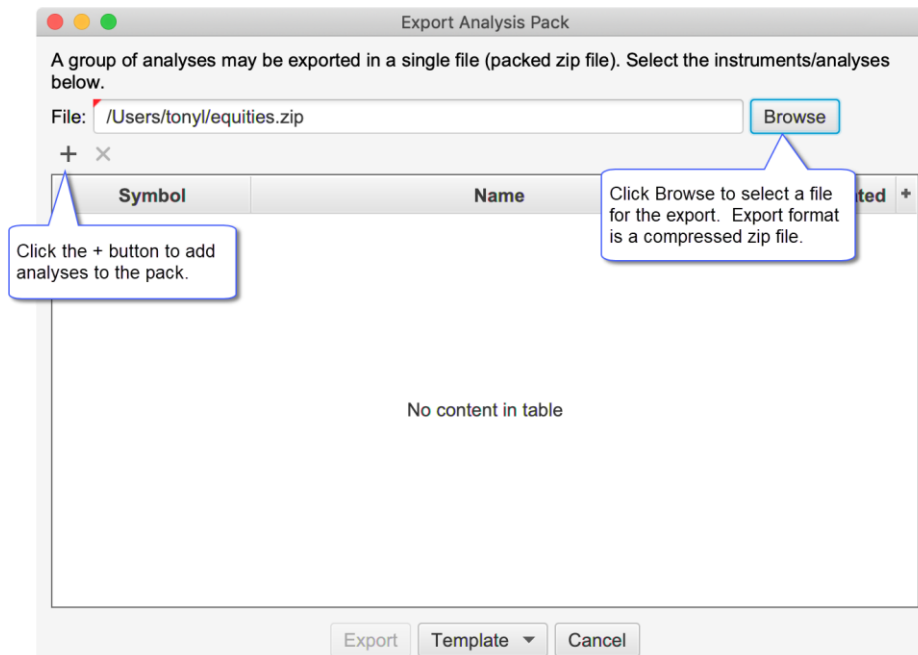 Export Analysis Pack
A group of analyses may be exported in a single file (packed zip file). Select the instruments/analyses
below.
File: /Users/tonyl/equities.zip Browse
+ ×
Symbol Name ted +
Click Browse to select a file
for the export. Export format
is a compressed zip file.
Click the + button to add
analyses to the pack.
No content in table
Export Template Cancel